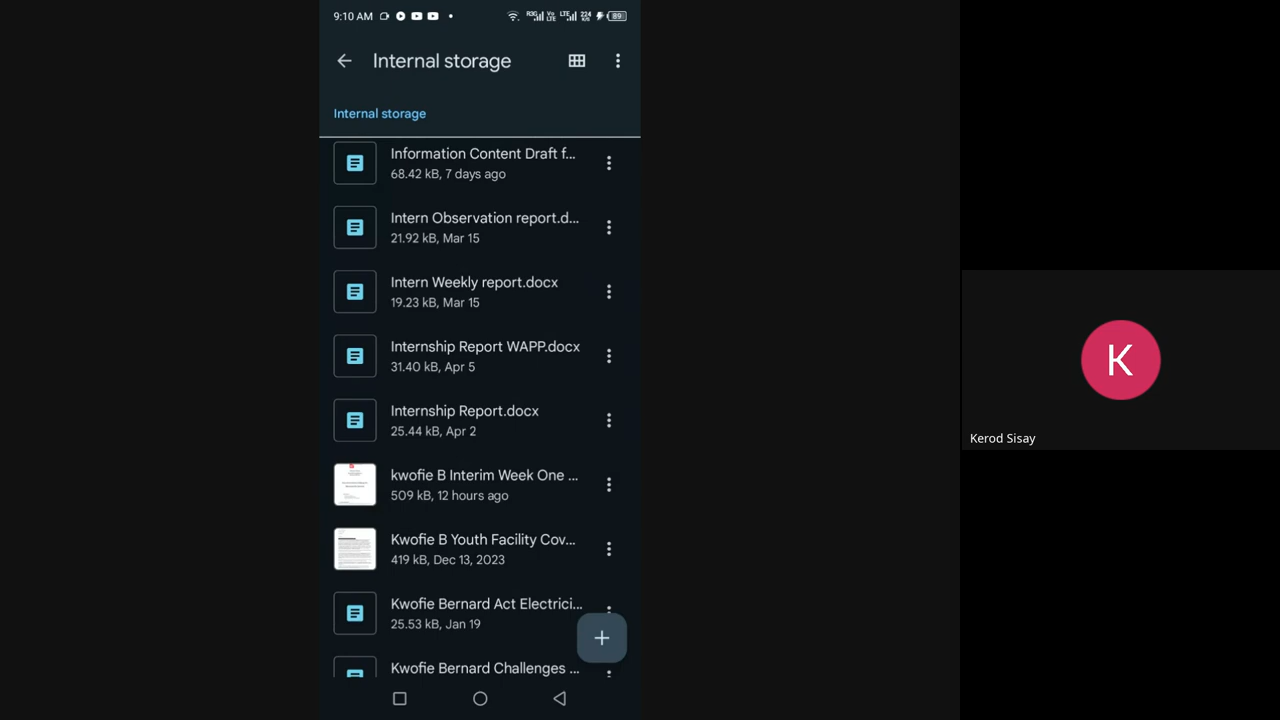 9:10 AM
89
Internal storage
Internal storage
Information Content Draft f...
68.42 kB, 7 days ago
Intern Observation report.d...
21.92 kB, Mar 15
Intern Weekly report.docx
19.23 kB, Mar 15
Internship Report WAPP.docx
31.40 kB, Apr 5
Internship Report.docx
25.44 kB, Apr 2
kwofie B Interim Week One ...
509 kB, 12 hours ago
Kwofie B Youth Facility Cov...
419 kB, Dec 13, 2023
Kwofie Bernard Act Electrici...
25.53 kB, Jan 19
Kwofie Bernard Challenges ...
K
Kerod Sisay